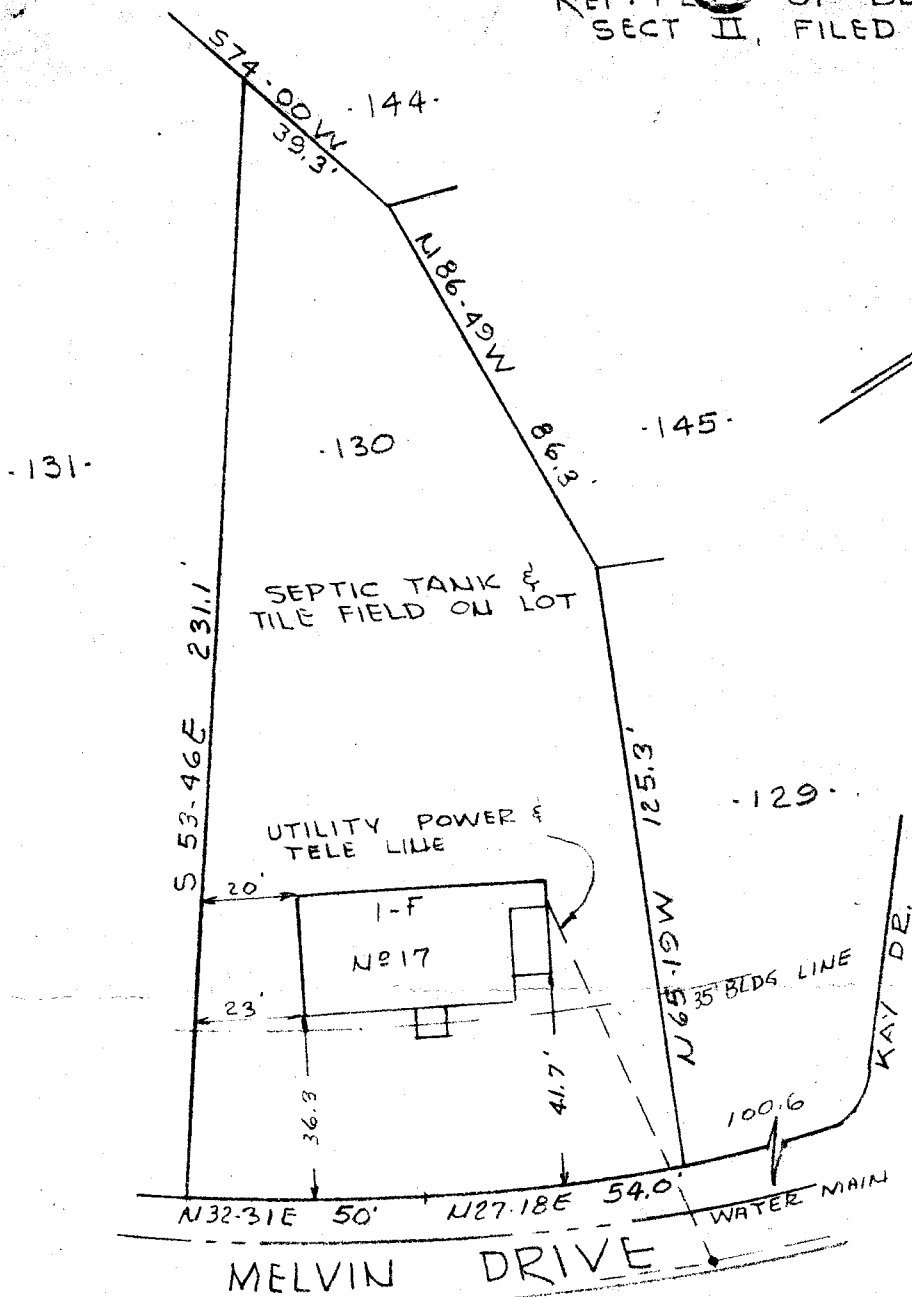 SECT II, FILED
S74-00W
39.3'
·144·
N86-49W
86.3
·145·
·130·
·131·
SEPTIC TANK &
TILE FIELD ON LOT
S 53-46E 231.1'
N65-19W 125.3'
·129·
UTILITY POWER &
TELE LINE
20'
1-F
Nº17
23'
35' BLDG LINE
KAY DR.
36.3
41.7'
100.6
N32-31E 50'
N27-18E 54.0'
WATER MAIN
MELVIN DRIVE